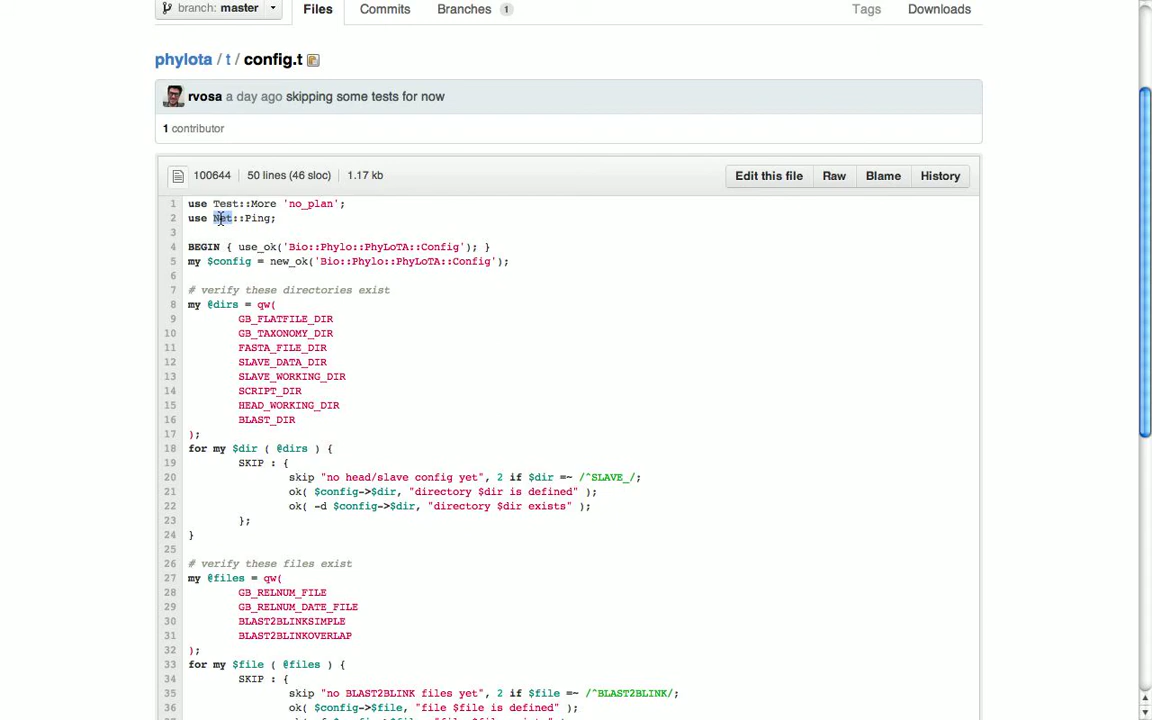 branch: master
Files
Commits
Branches 1
Tags
Downloads
phylota / t / config.t
rvosa a day ago skipping some tests for now
1 contributor
100644 50 lines (46 sloc) 1.17 kb
Edit this file
Raw
Blame
History
1 use Test::More 'no_plan';
2 use Net::Ping;
3
4 BEGIN { use_ok('Bio::Phylo::PhyLoTA::Config'); }
5 my $config = new_ok('Bio::Phylo::PhyLoTA::Config');
6
7 # verify these directories exist
8 my @dirs = qw(
9 GB_FLATFILE_DIR
10 GB_TAXONOMY_DIR
11 FASTA_FILE_DIR
12 SLAVE_DATA_DIR
13 SLAVE_WORKING_DIR
14 SCRIPT_DIR
15 HEAD_WORKING_DIR
16 BLAST_DIR
17 );
18 for my $dir ( @dirs ) {
19 SKIP : {
20 skip "no head/slave config yet", 2 if $dir =~ /^SLAVE_/;
21 ok( $config->$dir, "directory $dir is defined" );
22 ok( -d $config->$dir, "directory $dir exists" );
23 };
24 }
25
26 # verify these files exist
27 my @files = qw(
28 GB_RELNUM_FILE
29 GB_RELNUM_DATE_FILE
30 BLAST2BLINKSIMPLE
31 BLAST2BLINKOVERLAP
32 );
33 for my $file ( @files ) {
34 SKIP : {
35 skip "no BLAST2BLINK files yet", 2 if $file =~ /^BLAST2BLINK/;
36 ok( $config->$file, "file $file is defined" );